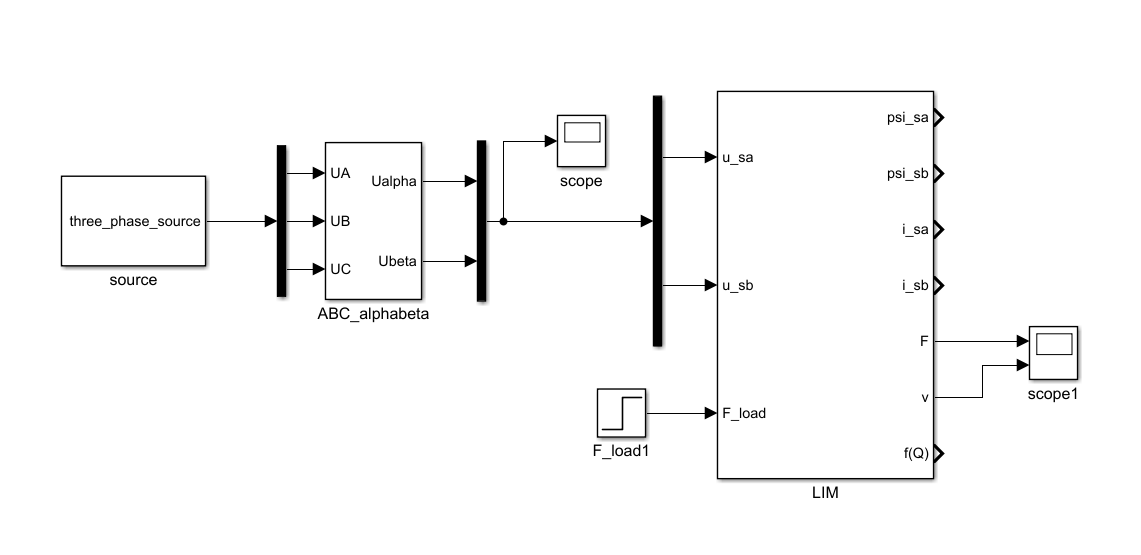 three_phase_source
source
UA
UB
UC
Ualpha
Ubeta
ABC_alphabeta
scope
u_sa
u_sb
F_load
F_load1
psi_sa
psi_sb
i_sa
i_sb
F
v
f(Q)
LIM
scope1